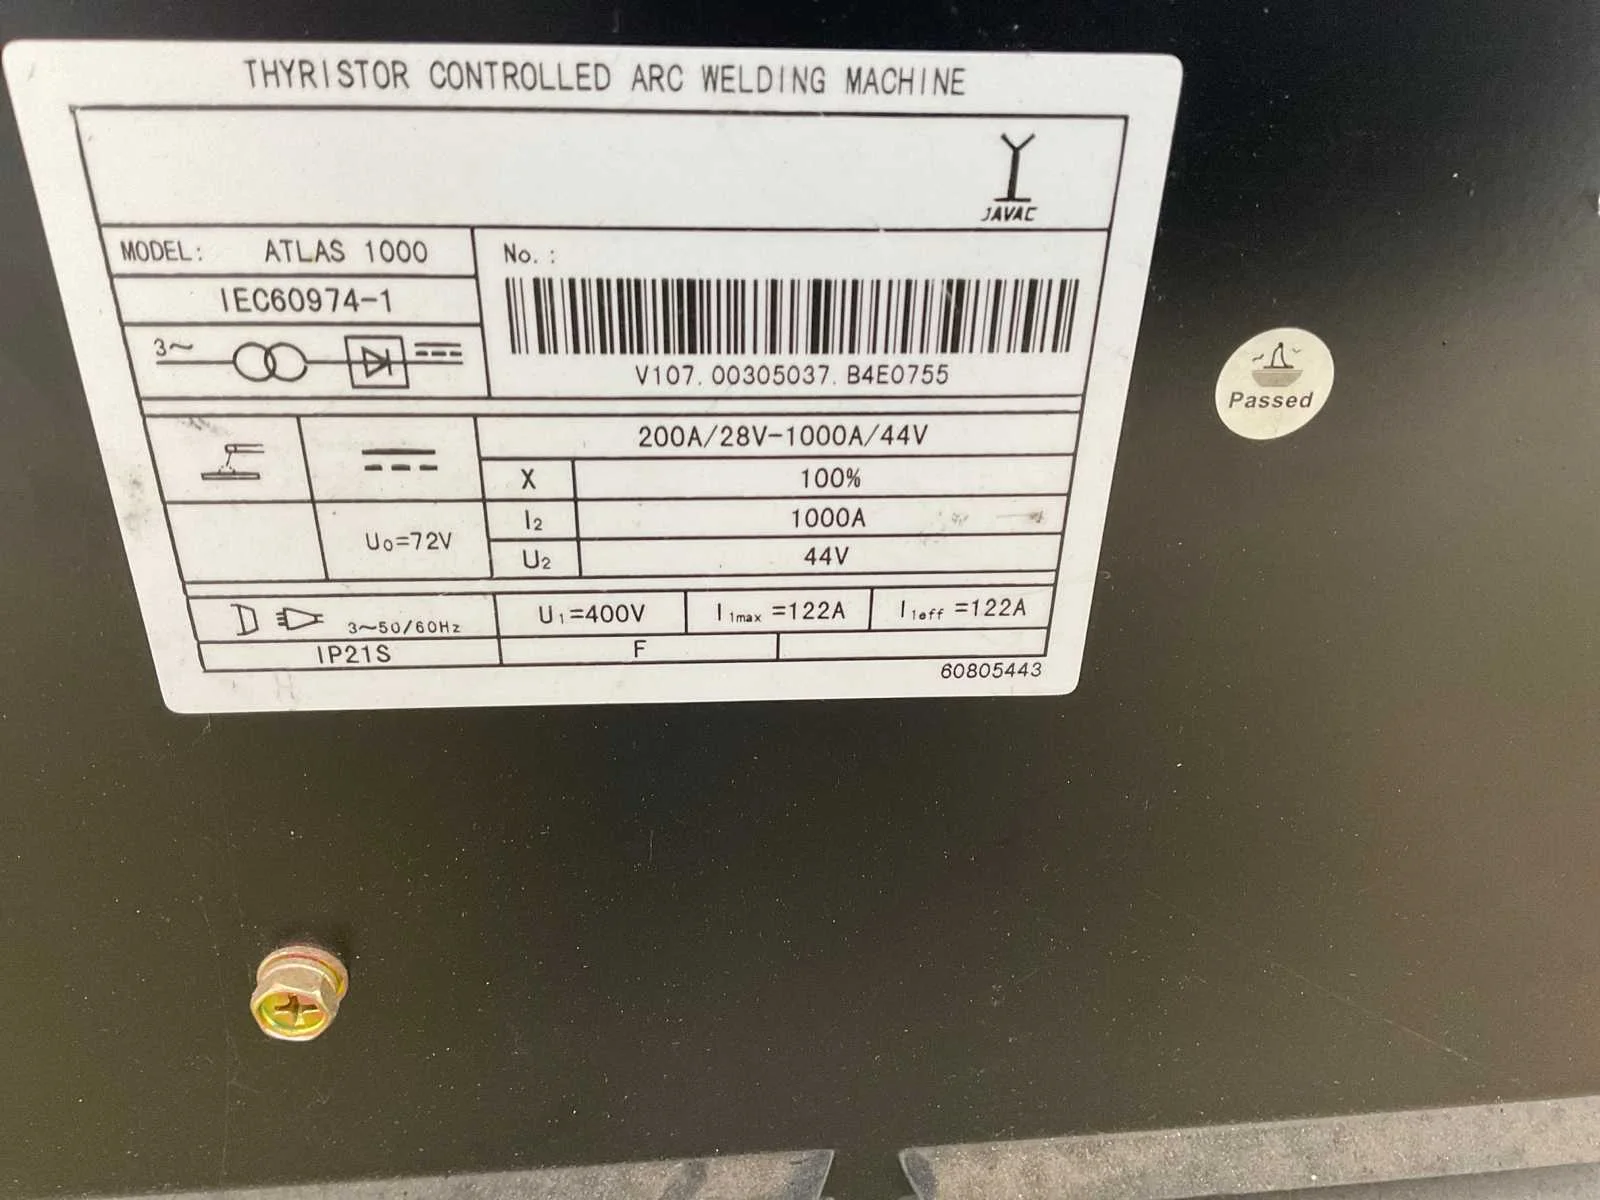 THYRISTOR CONTROLLED ARC WELDING MACHINE
JAVAC
MODEL: ATLAS 1000
No. :
IEC60974-1
3~
V107. 00305037. B4E0755
200A/28V-1000A/44V
X 100%
I2 1000A
U0=72V
U2 44V
3~50/60Hz U1=400V I1max =122A I1eff =122A
IP21S F
60805443
Passed